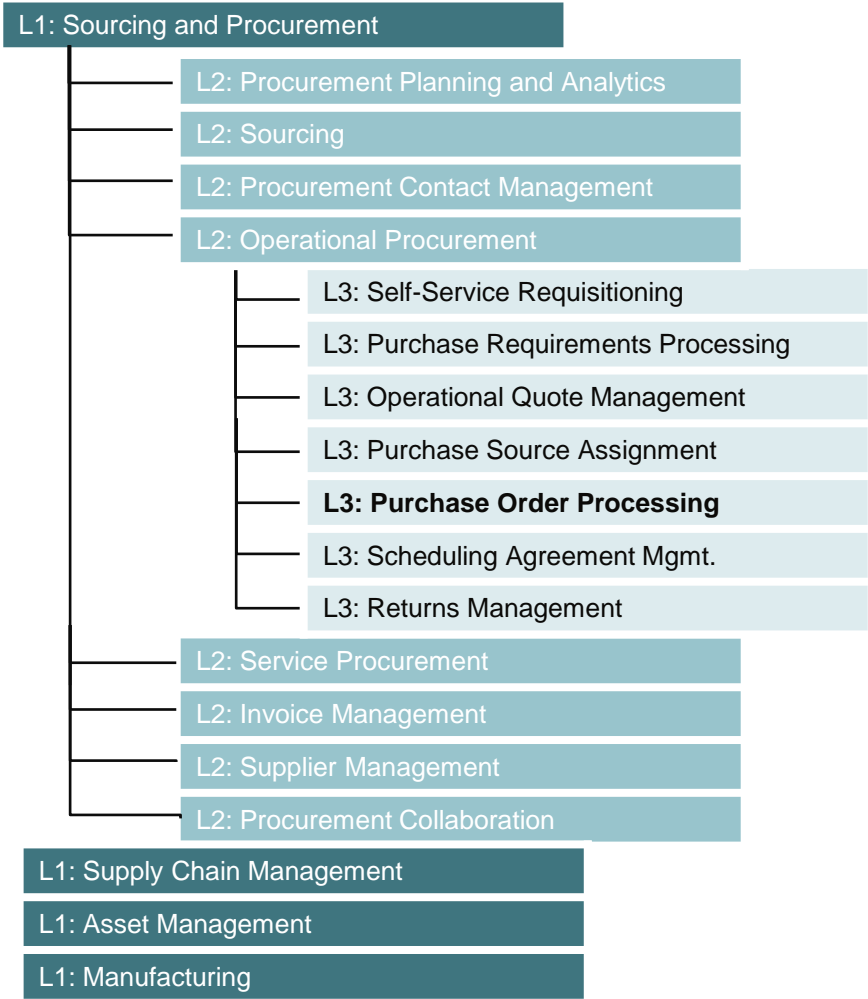 L1: Sourcing and Procurement
L2: Procurement Planning and Analytics
L2: Sourcing
L2: Procurement Contact Management
L2: Operational Procurement
L3: Self-Service Requisitioning
L3: Purchase Requirements Processing
L3: Operational Quote Management
L3: Purchase Source Assignment
L3: Purchase Order Processing
L3: Scheduling Agreement Mgmt.
L3: Returns Management
L2: Service Procurement
L2: Invoice Management
L2: Supplier Management
L2: Procurement Collaboration
L1: Supply Chain Management
L1: Asset Management
L1: Manufacturing